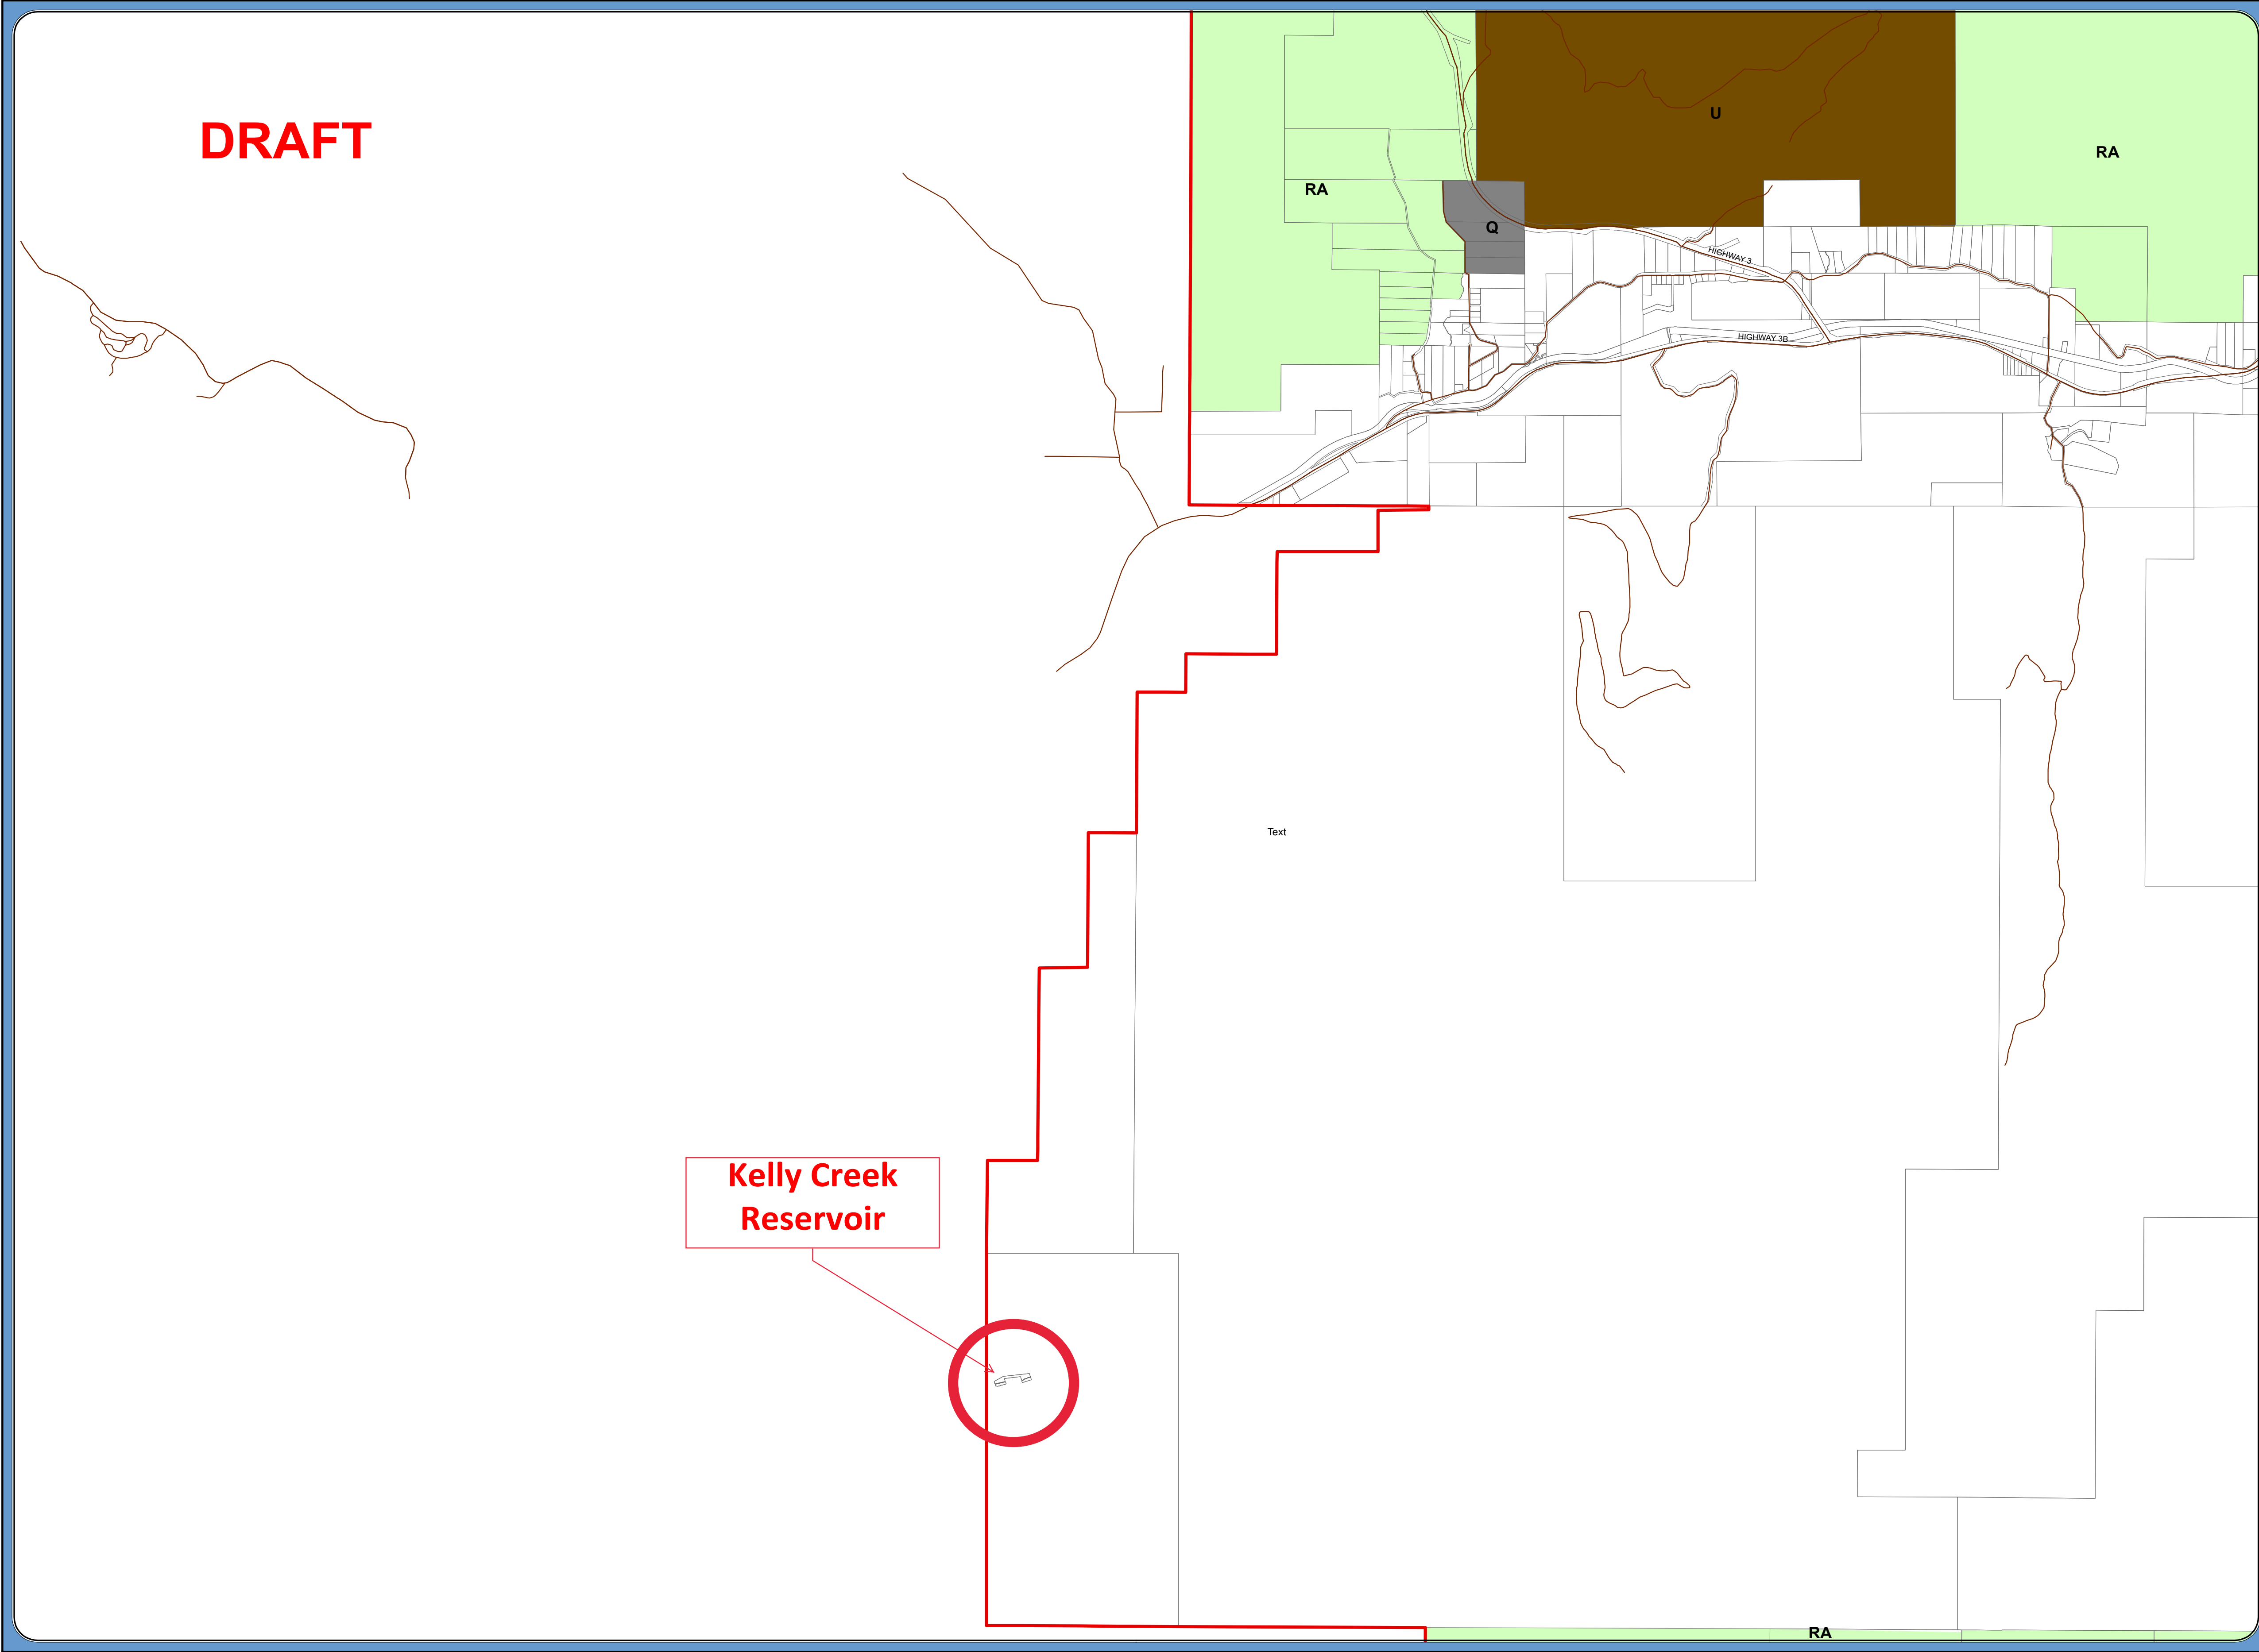 DRAFT
U
RA
RA
Q
HIGHWAY 3
HIGHWAY 3B
Text
Kelly Creek
Reservoir
RA